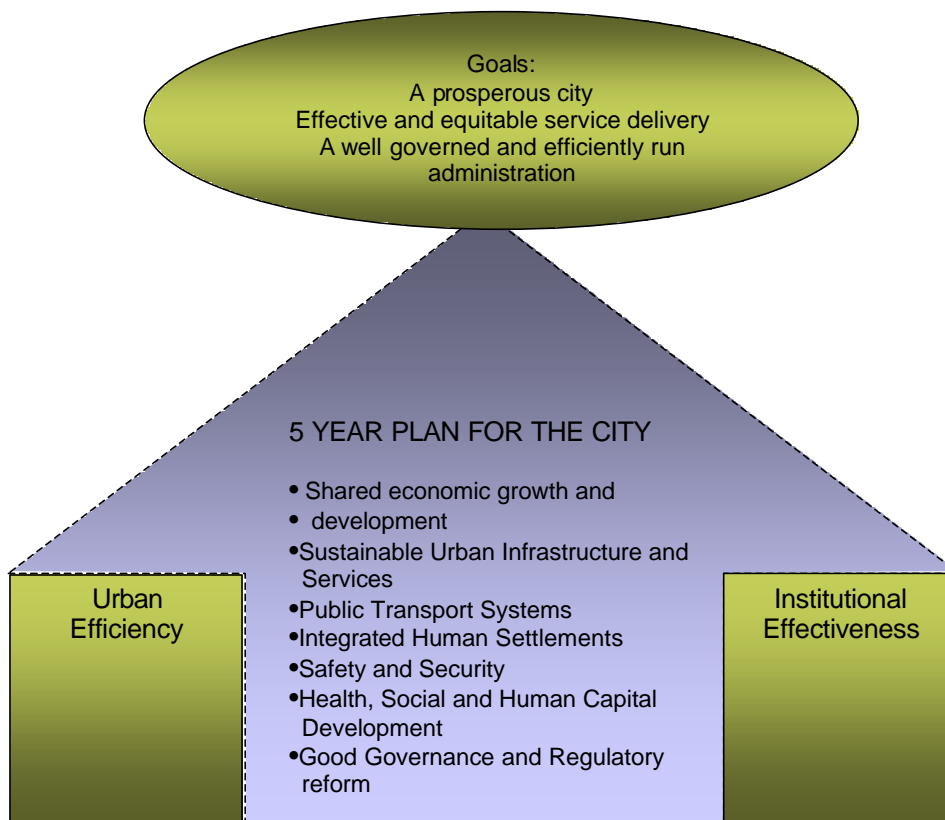 Goals:
A prosperous city
Effective and equitable service delivery
A well governed and efficiently run
administration
5 YEAR PLAN FOR THE CITY
• Shared economic growth and
• development
•Sustainable Urban Infrastructure and
Services
•Public Transport Systems
•Integrated Human Settlements
•Safety and Security
•Health, Social and Human Capital
Development
•Good Governance and Regulatory
reform
Urban
Efficiency
Institutional
Effectiveness